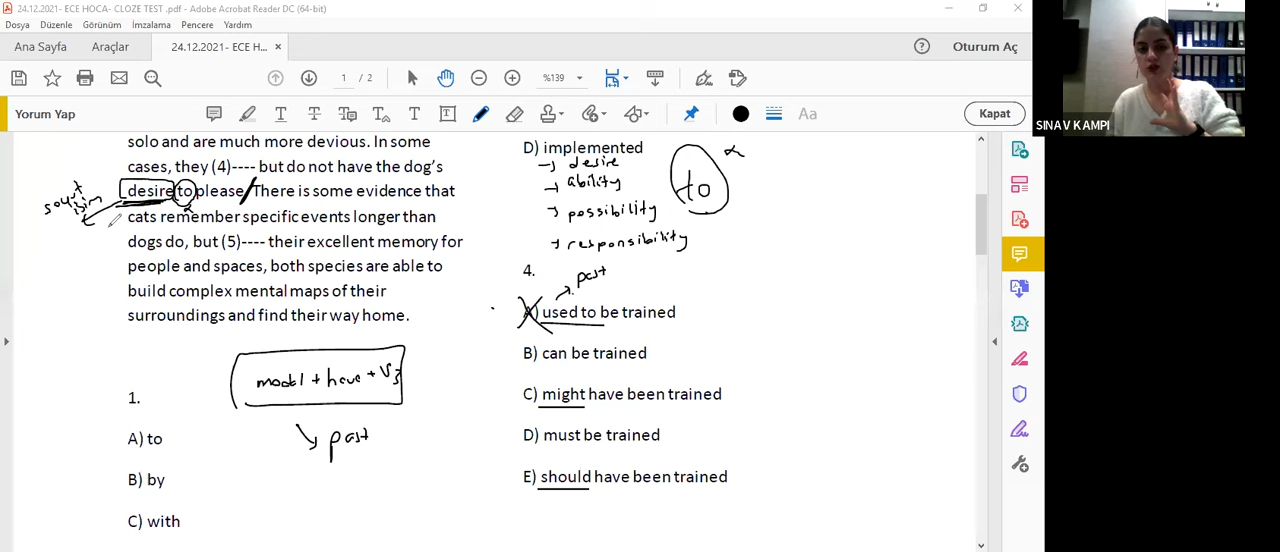 24.12.2021- ECE HOCA- CLOZE TEST .pdf - Adobe Acrobat Reader DC (64-bit)
Dosya Düzenle Görünüm İmzalama Pencere Yardım
Ana Sayfa Araçlar 24.12.2021- ECE H... × Oturum Aç
1 / 2 %139
Yorum Yap Aa Kapat
SINAV KAMPI
solo and are much more devious. In some
cases, they (4)---- but do not have the dog's
desire to please. There is some evidence that
cats remember specific events longer than
dogs do, but (5)---- their excellent memory for
people and spaces, both species are able to
build complex mental maps of their
surroundings and find their way home.
soyut
isim
modal + have + V3
past
1.
A) to
B) by
C) with
D) implemented
desire
ability
possibility
responsibility
to
4.
past
A) used to be trained
B) can be trained
C) might have been trained
D) must be trained
E) should have been trained